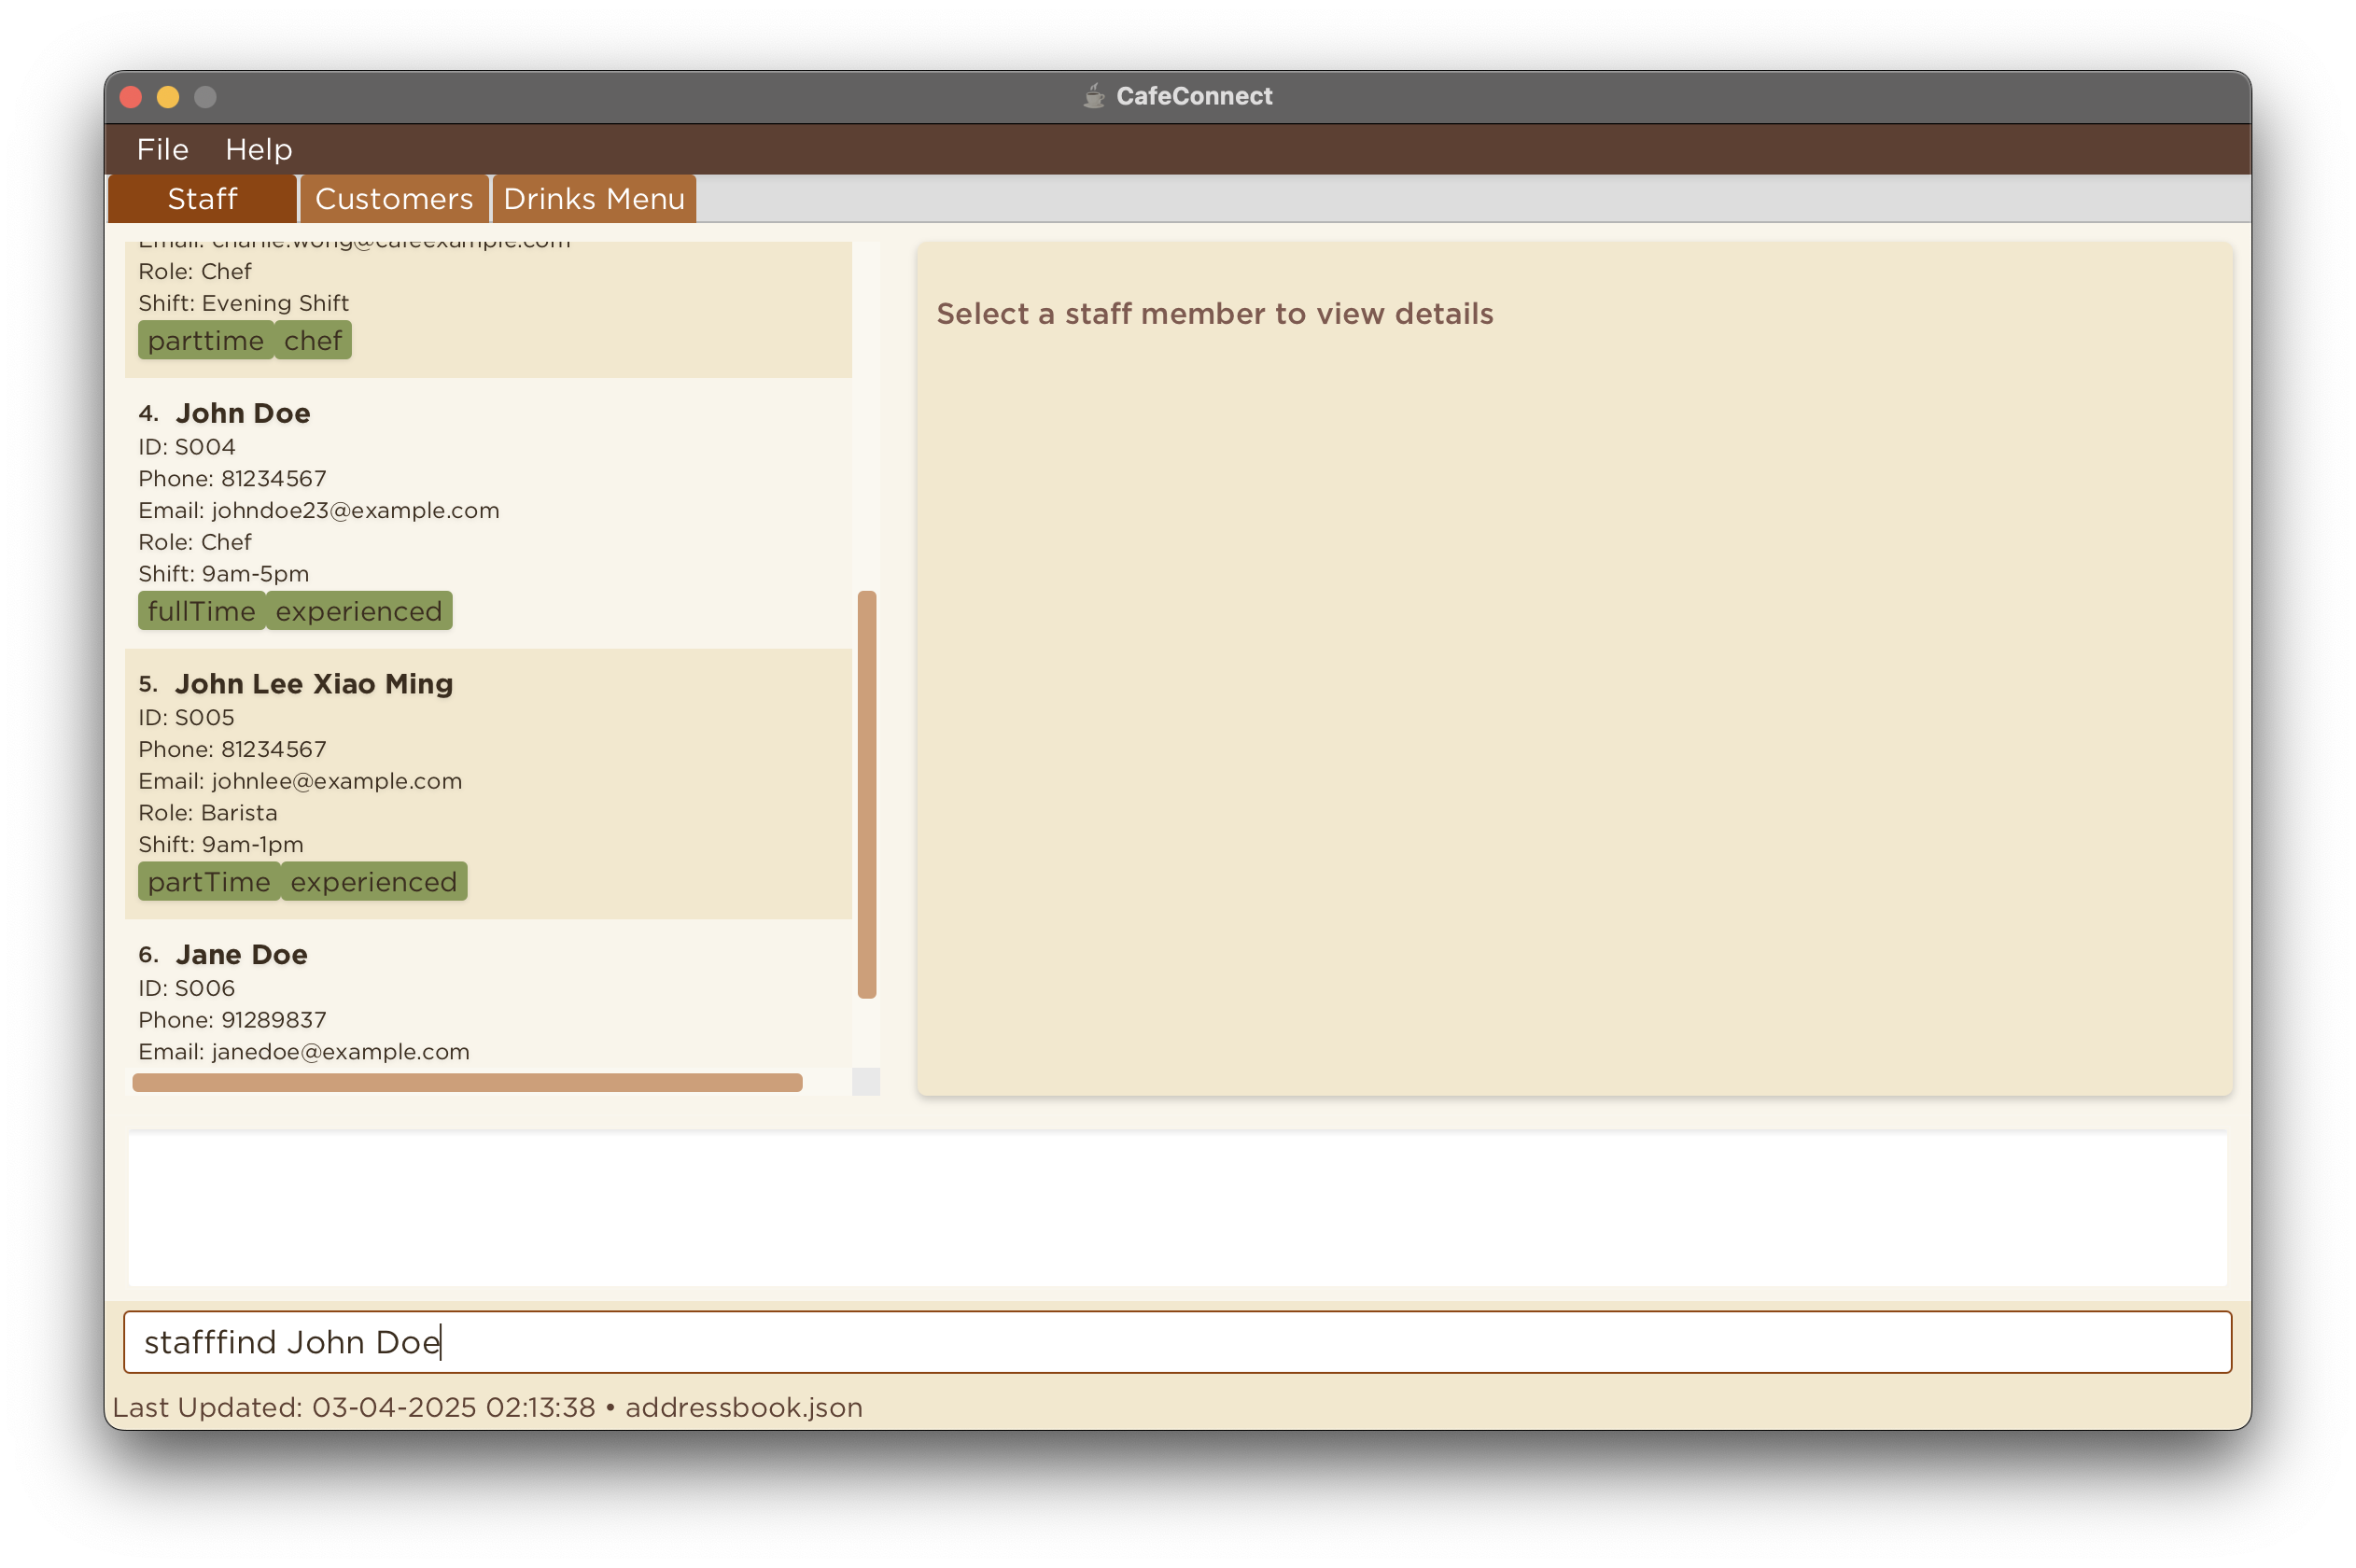 CafeConnect
File Help
Staff Customers Drinks Menu
Email: charlie.wong@cafeexample.com
Role: Chef
Shift: Evening Shift
parttime chef
4. John Doe
ID: S004
Phone: 81234567
Email: johndoe23@example.com
Role: Chef
Shift: 9am-5pm
fullTime experienced
5. John Lee Xiao Ming
ID: S005
Phone: 81234567
Email: johnlee@example.com
Role: Barista
Shift: 9am-1pm
partTime experienced
6. Jane Doe
ID: S006
Phone: 91289837
Email: janedoe@example.com
Select a staff member to view details
stafffind John Doe
Last Updated: 03-04-2025 02:13:38 • addressbook.json